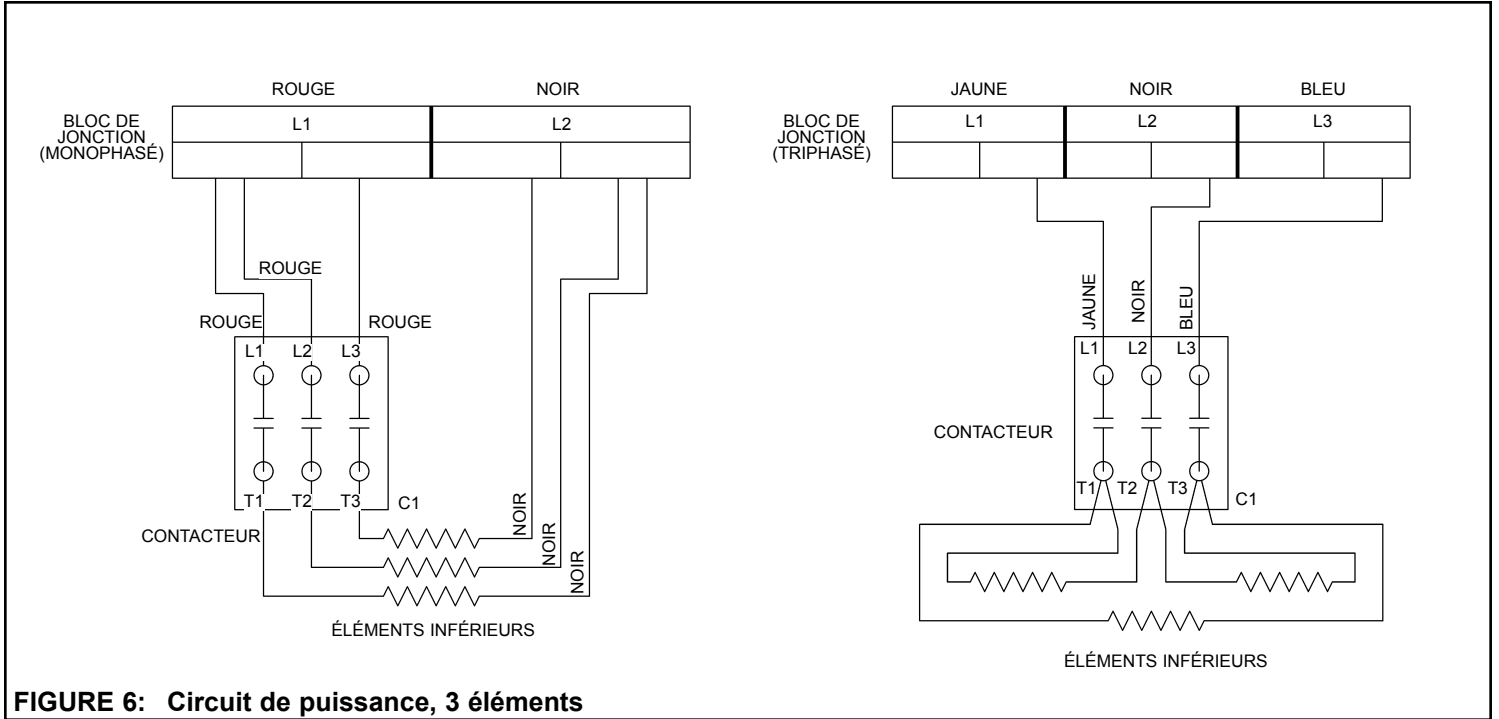 ROUGE
NOIR
BLOC DE
JONCTION
(MONOPHASÉ)
L1
L2
ROUGE
ROUGE
ROUGE
L1
L2
L3
T1
T2
T3
C1
CONTACTEUR
NOIR
NOIR
NOIR
ÉLÉMENTS INFÉRIEURS
JAUNE
NOIR
BLEU
BLOC DE
JONCTION
(TRIPHASÉ)
L1
L2
L3
JAUNE
NOIR
BLEU
L1
L2
L3
CONTACTEUR
T1
T2
T3
C1
ÉLÉMENTS INFÉRIEURS
FIGURE 6: Circuit de puissance, 3 éléments